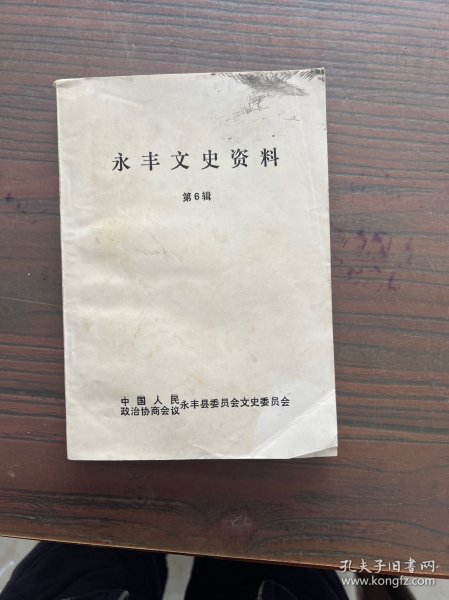 永丰文史资料
第6辑
中国人民
政治协商会议永丰县委员会文史委员会
孔夫子旧书网
www.kongfz.com